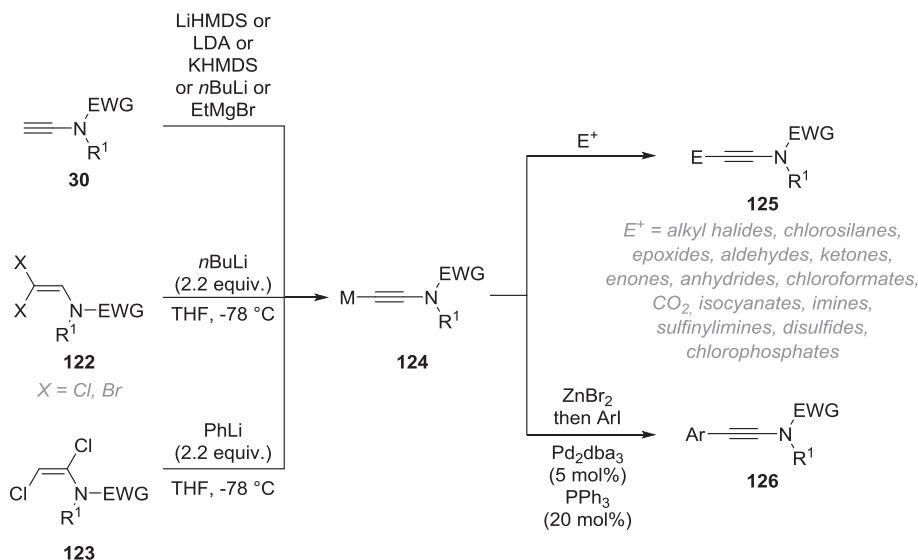 LiHMDS or
LDA or
KHMDS
or nBuLi or
EtMgBr
EWG
N
R¹
30
E⁺
E
N
EWG
R¹
125
E⁺ = alkyl halides, chlorosilanes,
epoxides, aldehydes, ketones,
enones, anhydrides, chloroformates,
CO₂, isocyanates, imines,
sulfinylimines, disulfides,
chlorophosphates
X
X
N–EWG
R¹
122
X = Cl, Br
nBuLi
(2.2 equiv.)
THF, -78 °C
M
N
EWG
R¹
124
Cl
Cl
N–EWG
R¹
123
PhLi
(2.2 equiv.)
THF, -78 °C
ZnBr₂
then ArI
Pd₂dba₃
(5 mol%)
PPh₃
(20 mol%)
Ar
N
EWG
R¹
126